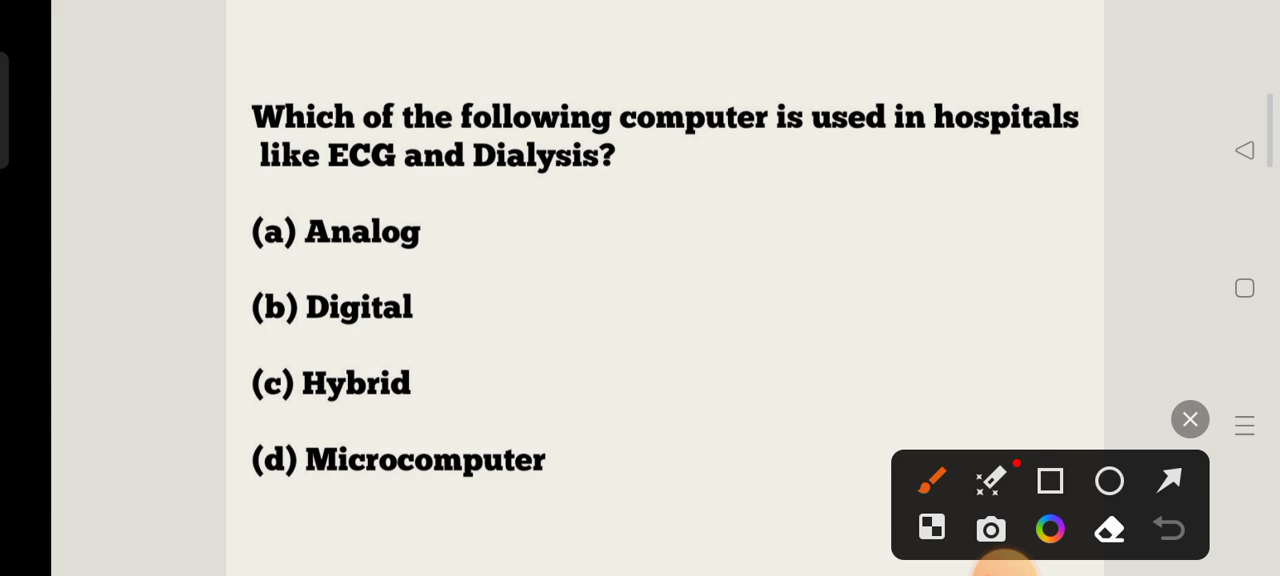 Which of the following computer is used in hospitals
like ECG and Dialysis?
(a) Analog
(b) Digital
(c) Hybrid
(d) Microcomputer